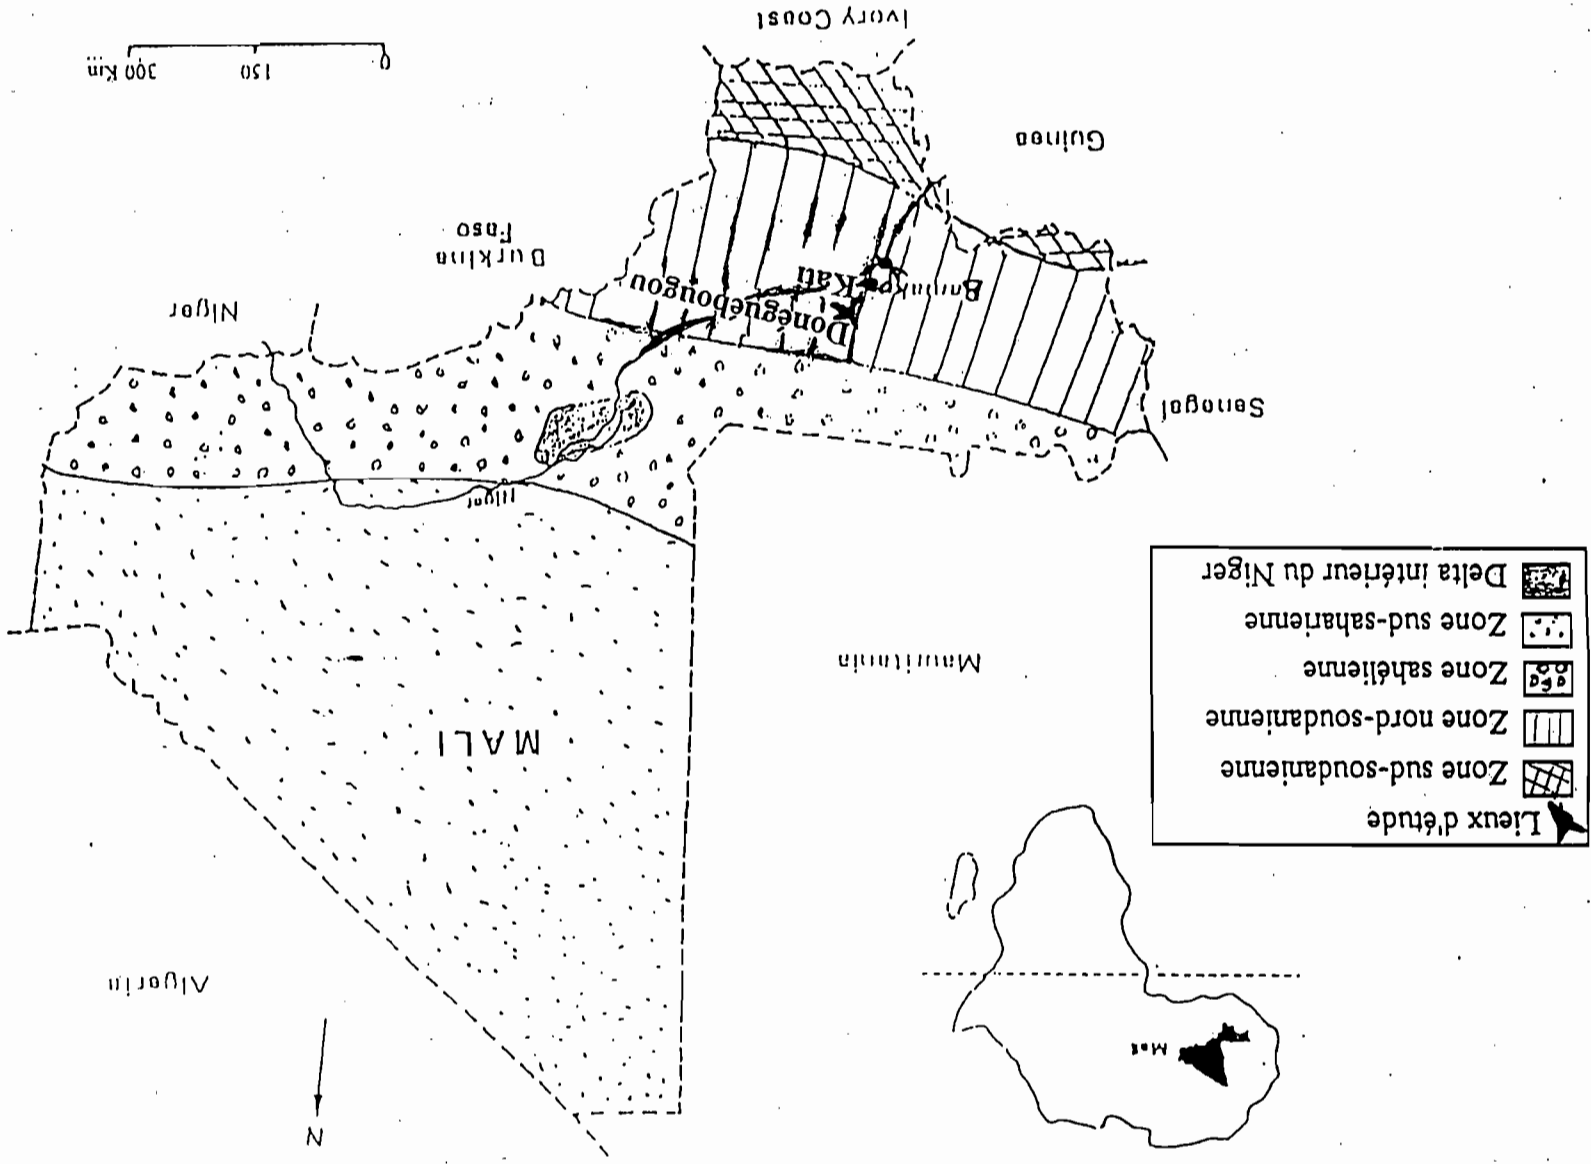 N
Algeria
Mali
MALI
Lieux d'étude
Zone sud-soudanienne
Zone nord-soudanienne
Zone sahélienne
Zone sud-saharienne
Delta intérieur du Niger
Mauritania
Niger
Senegal
Donéguébougou
Kati
Bamako
Niger
Burkina
Faso
Guinea
Ivory Coast
0 150 300 Km